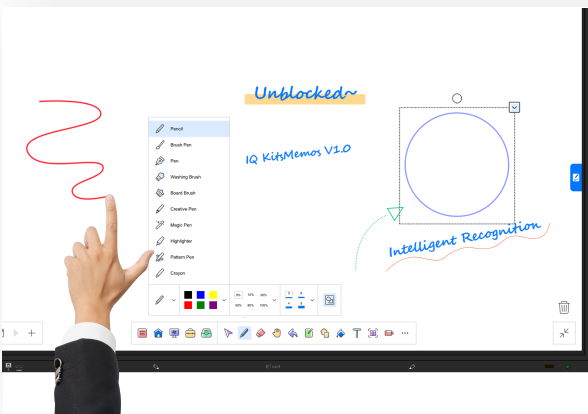 Unblocked~
Pencil
Brush Pen
IQ KitsMemos V1.0
Pen
Washing Brush
Board Brush
Creative Pen
Magic Pen
Intelligent Recognition
Highlighter
Pattern Pen
Crayon